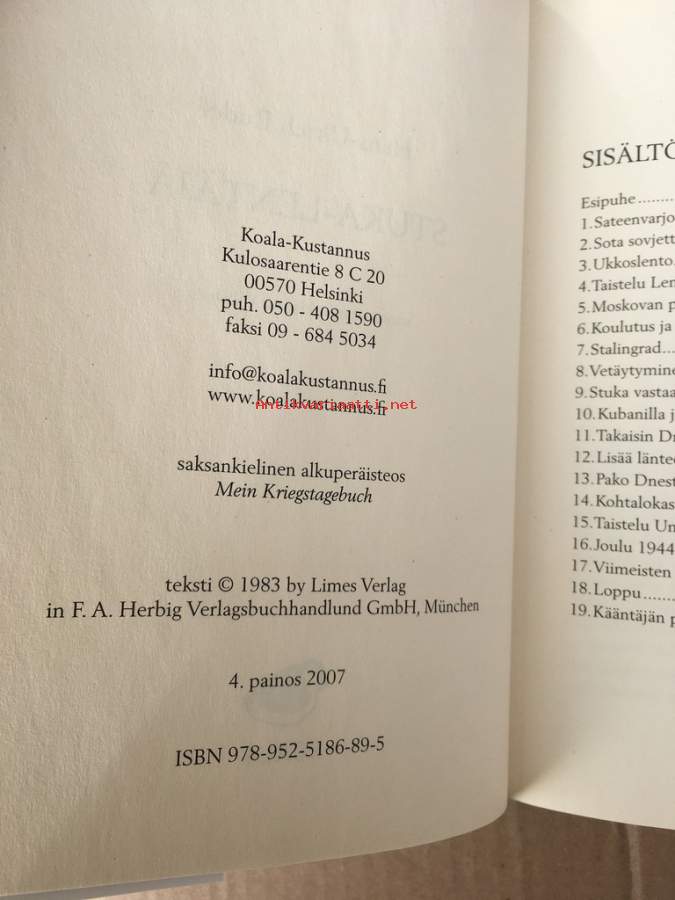 Koala-Kustannus
Kulosaarentie 8 C 20
00570 Helsinki
puh. 050 - 408 1590
faksi 09 - 684 5034
info@koalakustannus.fi
www.koalakustannus.fi
antikvariaatti.net
saksankielinen alkuperäisteos
Mein Kriegstagebuch
teksti © 1983 by Limes Verlag
in F. A. Herbig Verlagsbuchhandlund GmbH, München
4. painos 2007
ISBN 978-952-5186-89-5
SISÄLTÖ
Esipuhe
1. Sateenvarjo
2. Sota sovjett
3. Ukkoslento
4. Taistelu Len
5. Moskovan p
6. Koulutus ja
7. Stalingrad
8. Vetäytymine
9. Stuka vastaa
10. Kubanilla j
11. Takaisin Dn
12. Lisää länte
13. Pako Dnest
14. Kohtalokas
15. Taistelu Un
16. Joulu 1944
17. Viimeisten
18. Loppu
19. Kääntäjän p